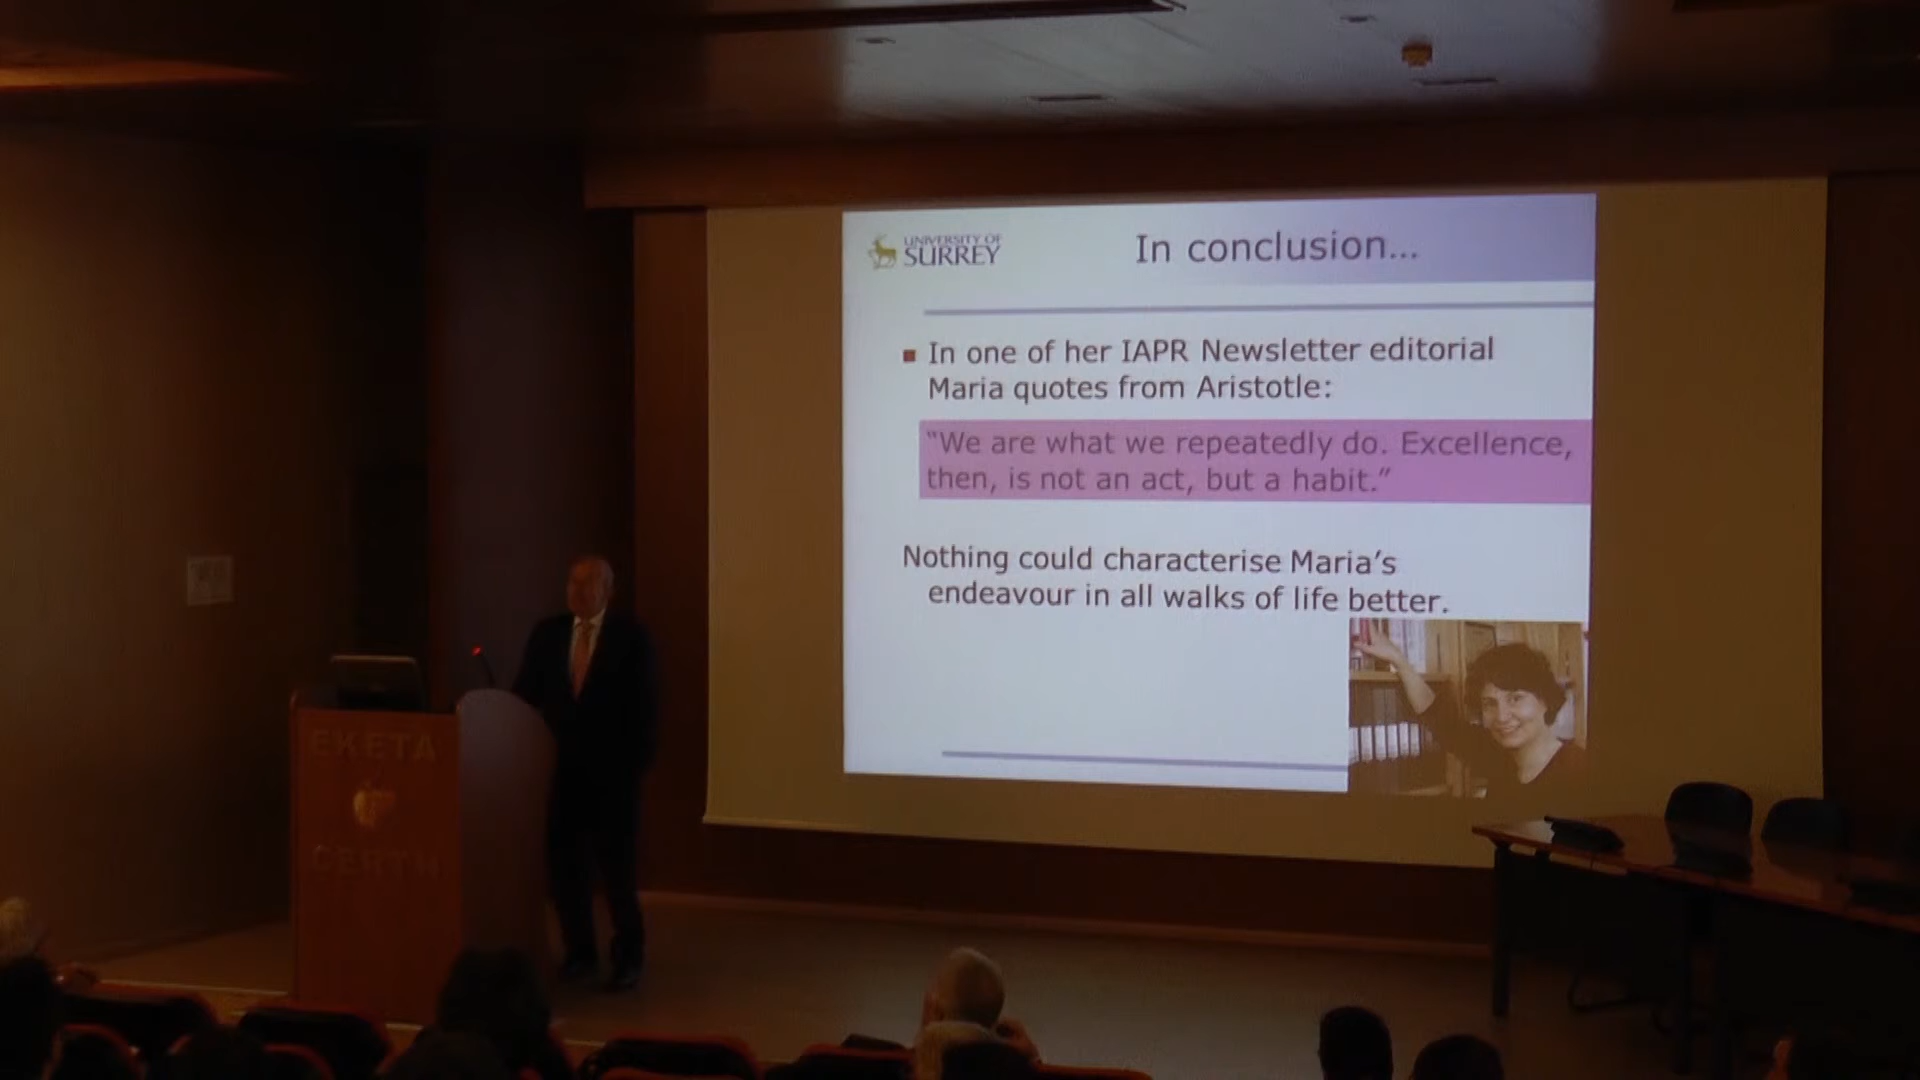 UNIVERSITY OF
SURREY
In conclusion...
In one of her IAPR Newsletter editorial
Maria quotes from Aristotle:
“We are what we repeatedly do. Excellence,
then, is not an act, but a habit.”
Nothing could characterise Maria’s
endeavour in all walks of life better.
EKETA
CERTH